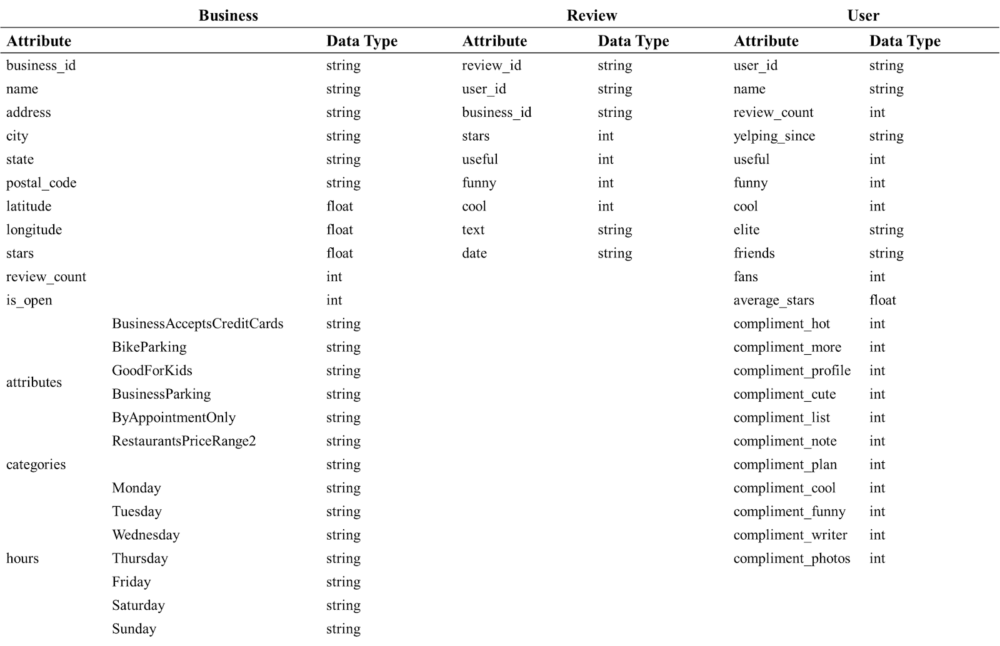 Business Review User
Attribute Data Type Attribute Data Type Attribute Data Type
business_id string review_id string user_id string
name string user_id string name string
address string business_id string review_count int
city string stars int yelping_since string
state string useful int useful int
postal_code string funny int funny int
latitude float cool int cool int
longitude float text string elite string
stars float date string friends string
review_count int fans int
is_open int average_stars float
BusinessAcceptsCreditCards string compliment_hot int
BikeParking string compliment_more int
GoodForKids string compliment_profile int
attributes
BusinessParking string compliment_cute int
ByAppointmentOnly string compliment_list int
RestaurantsPriceRange2 string compliment_note int
categories string compliment_plan int
Monday string compliment_cool int
Tuesday string compliment_funny int
Wednesday string compliment_writer int
hours Thursday string compliment_photos int
Friday string
Saturday string
Sunday string